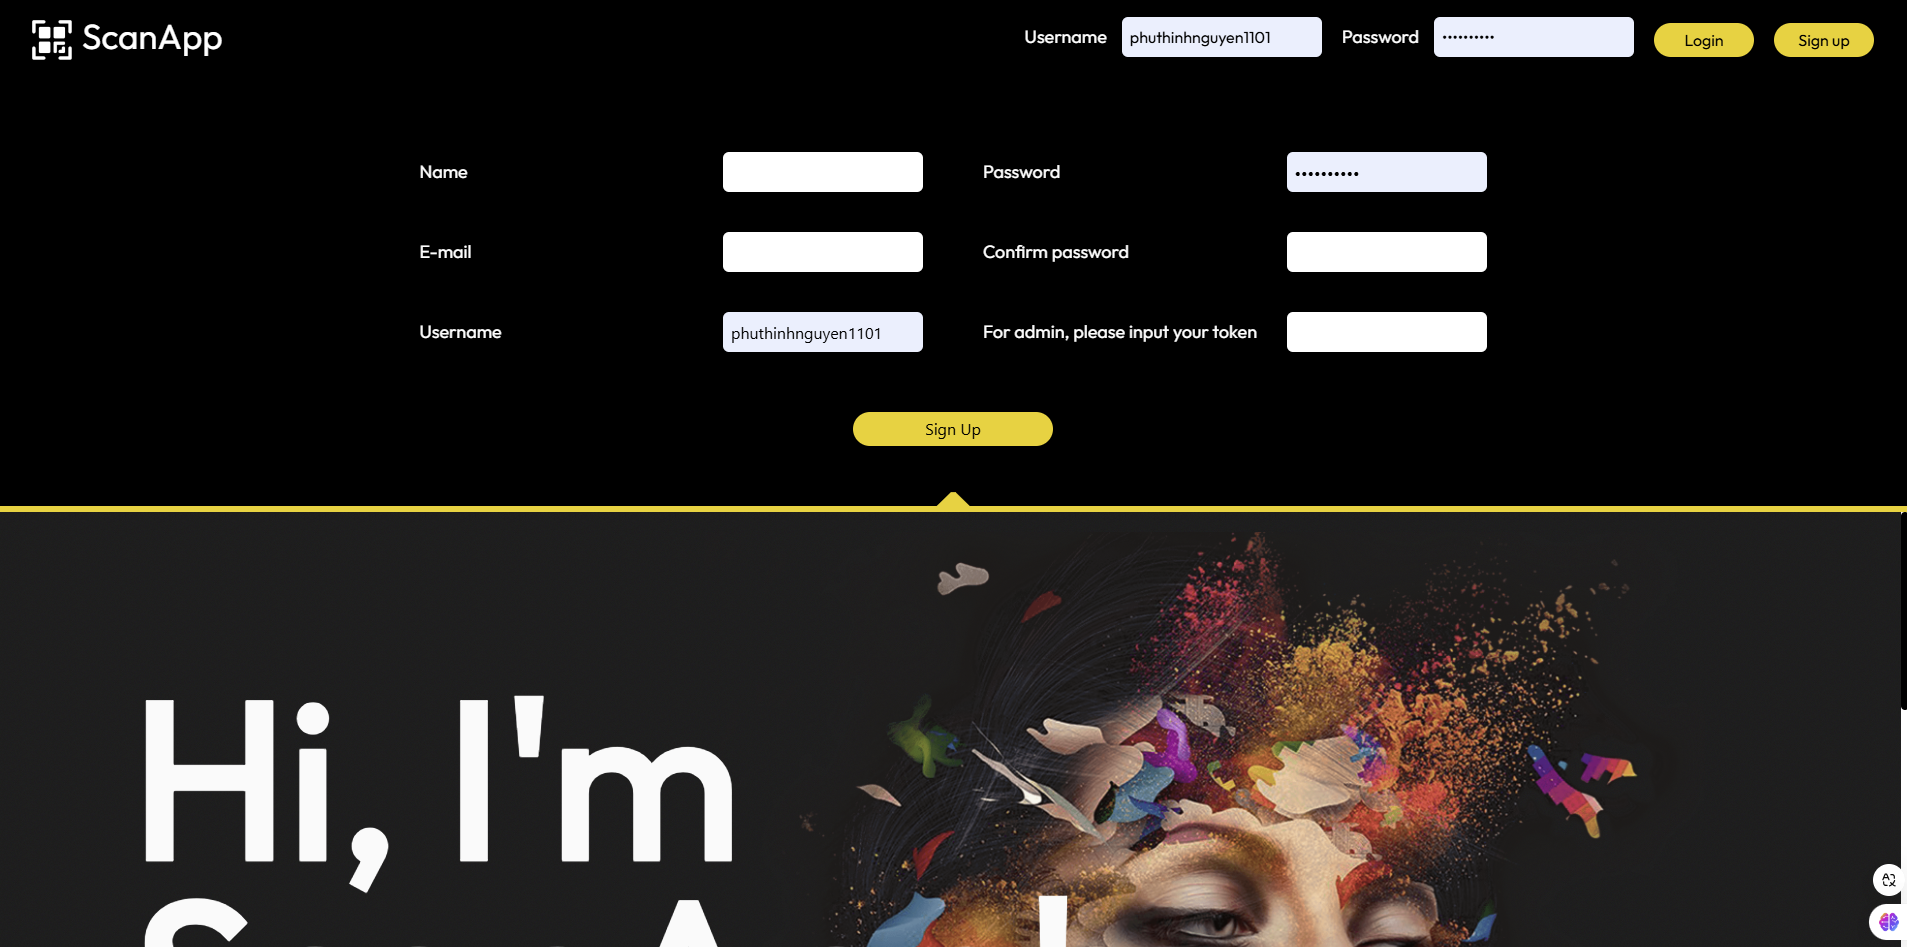 ScanApp
Username phuthinhnguyen1101 Password •••••••••• Login Sign up
Name
Password ••••••••••
E-mail
Confirm password
Username phuthinhnguyen1101
For admin, please input your token
Sign Up
Hi, I'm